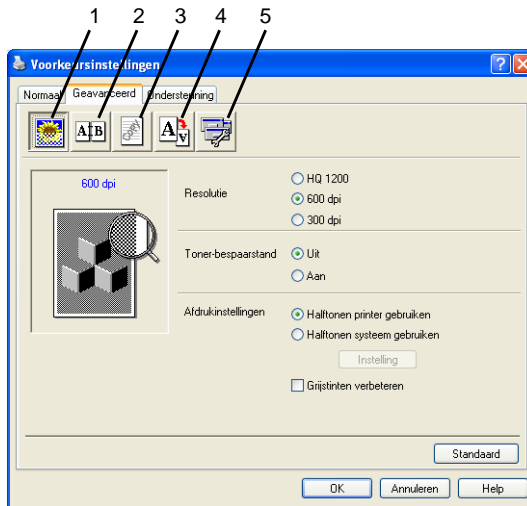 1 2 3 4 5
Voorkeursinstellingen
Normaal Geavanceerd Ondersteuning
A B copy A A
600 dpi
Resolutie
HQ 1200
600 dpi
300 dpi
Toner-bespaarstand
Uit
Aan
Afdrukinstellingen
Halftonen printer gebruiken
Halftonen systeem gebruiken
Instelling
Grijstinten verbeteren
Standaard
OK Annuleren Help